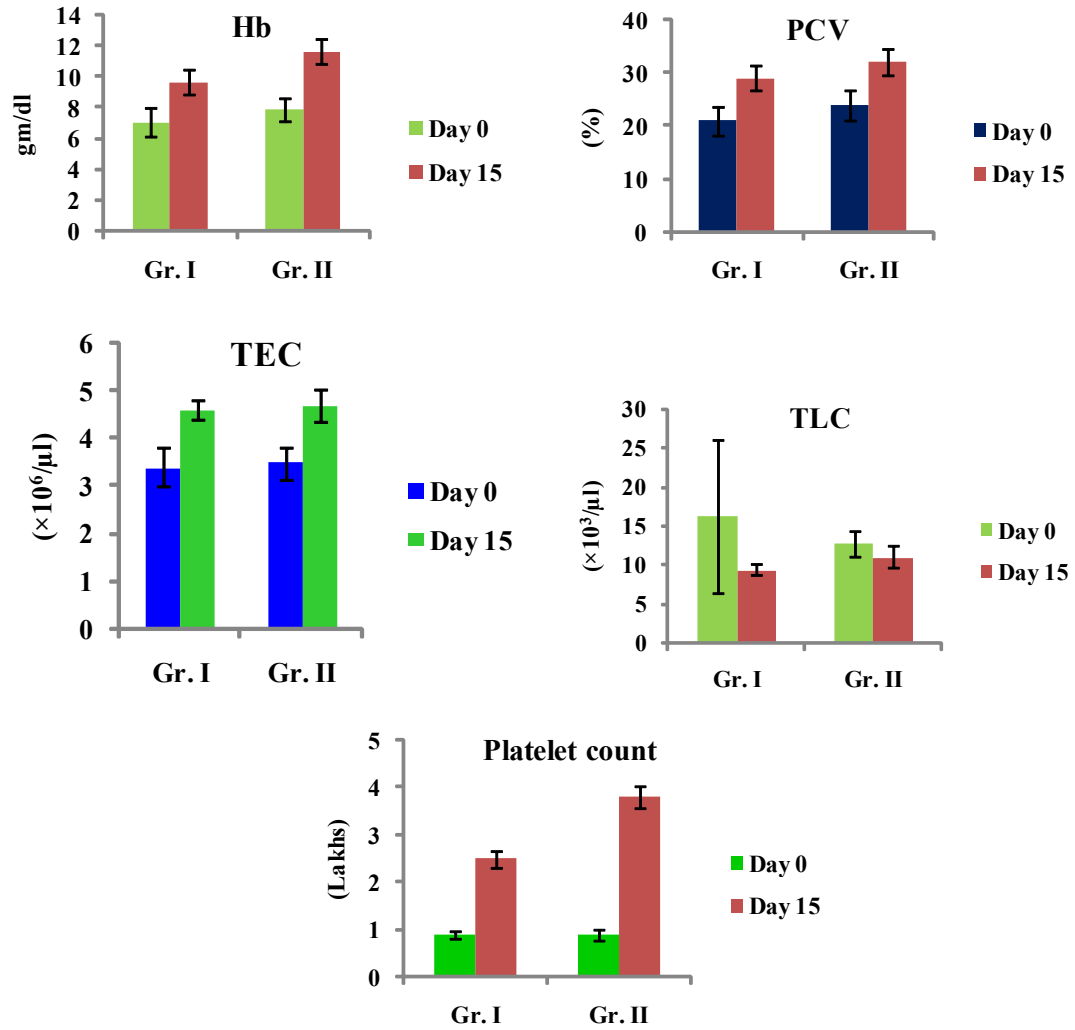 Hb
gm/dl
14
12
10
8
6
4
2
0
Gr. I
Gr. II
Day 0
Day 15
PCV
(%)
40
30
20
10
0
Gr. I
Gr. II
Day 0
Day 15
TEC
(×10⁶/µl)
6
5
4
3
2
1
0
Gr. I
Gr. II
Day 0
Day 15
TLC
(×10³/µl)
30
25
20
15
10
5
0
Gr. I
Gr. II
Day 0
Day 15
Platelet count
(Lakhs)
5
4
3
2
1
0
Gr. I
Gr. II
Day 0
Day 15